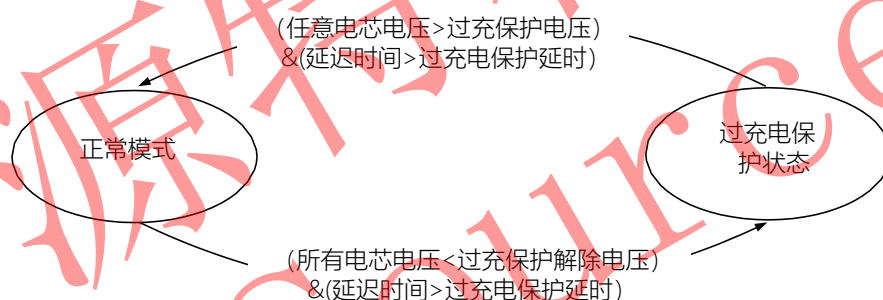 (任意电芯电压>过充保护电压)
&(延迟时间>过充电保护延时)
正常模式
过充电保
护状态
(所有电芯电压<过充保护解除电压)
&(延迟时间>过充电保护延时)
源特
ource